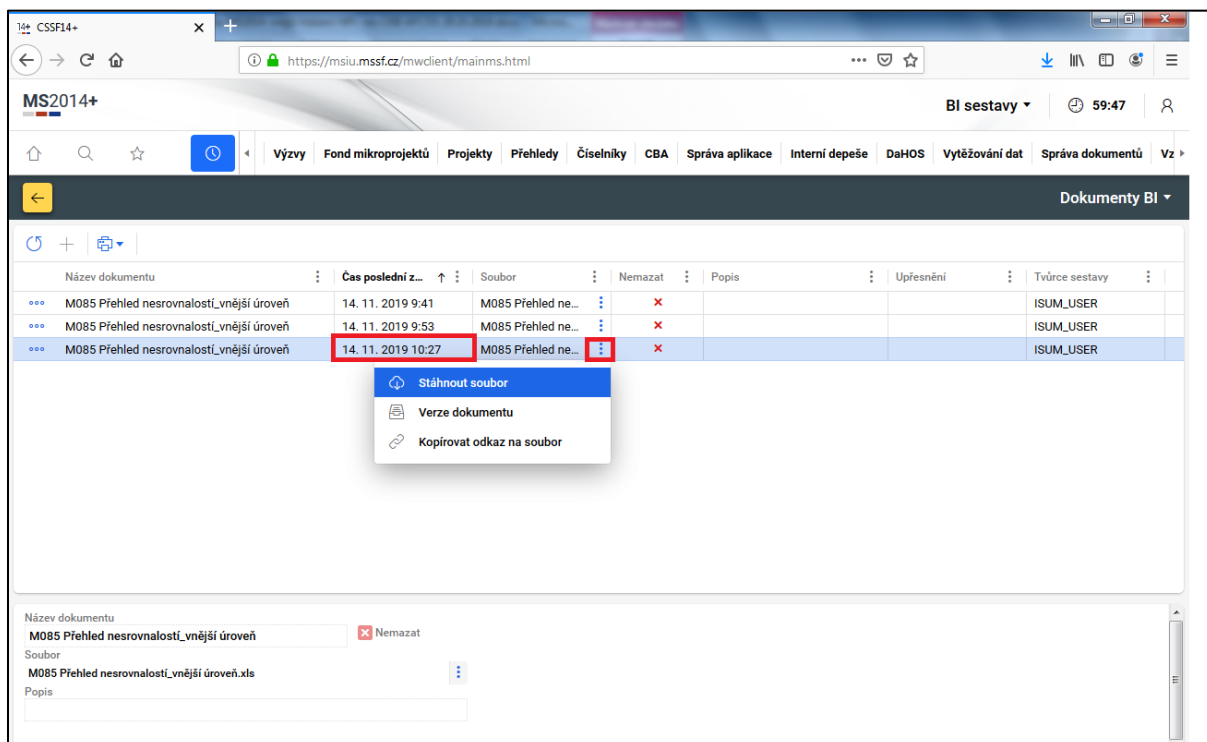 14+ CSSF14+
https://msiu.mssf.cz/mwclient/mainms.html
MS2014+
BI sestavy
59:47
Výzvy Fond mikroprojektů Projekty Přehledy Číselníky CBA Správa aplikace Interní depeše DaHOS Vytěžování dat Správa dokumentů Vz
Dokumenty BI
Název dokumentu Čas poslední z... Soubor Nemazat Popis Upřesnění Tvůrce sestavy
M085 Přehled nesrovnalostí_vnější úroveň 14. 11. 2019 9:41 M085 Přehled ne... ISUM_USER
M085 Přehled nesrovnalostí_vnější úroveň 14. 11. 2019 9:53 M085 Přehled ne... ISUM_USER
M085 Přehled nesrovnalostí_vnější úroveň 14. 11. 2019 10:27 M085 Přehled ne... ISUM_USER
Stáhnout soubor
Verze dokumentu
Kopírovat odkaz na soubor
Název dokumentu
M085 Přehled nesrovnalostí_vnější úroveň Nemazat
Soubor
M085 Přehled nesrovnalostí_vnější úroveň.xls
Popis